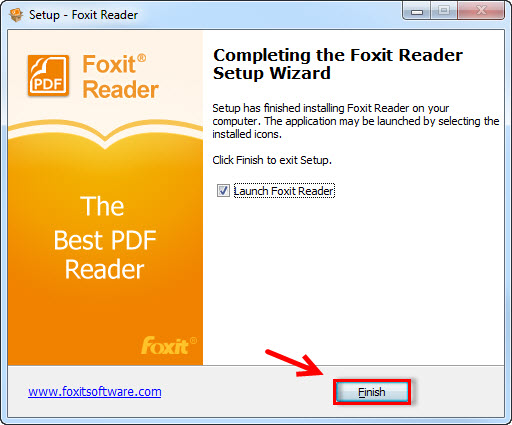 Setup - Foxit Reader
PDF
Foxit®
Reader
The
Best PDF
Reader
Foxit®
Completing the Foxit Reader
Setup Wizard
Setup has finished installing Foxit Reader on your
computer. The application may be launched by selecting the
installed icons.
Click Finish to exit Setup.
Launch Foxit Reader
www.foxitsoftware.com
Finish